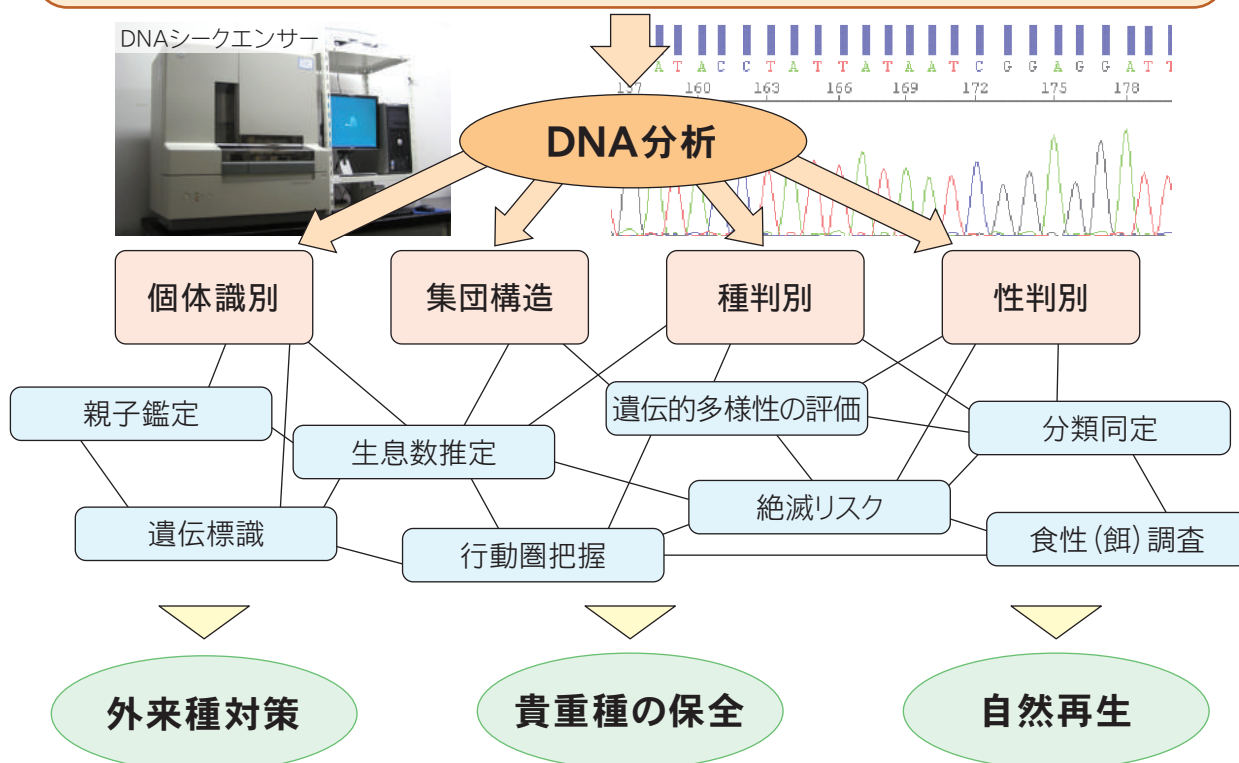 DNAシークエンサー
A T A C C T A T T A T A A T C G G A G G A T T
157 160 163 166 169 172 175 178
DNA分析
個体識別
集団構造
種判別
性判別
親子鑑定
生息数推定
遺伝的多様性の評価
分類同定
遺伝標識
行動圏把握
絶滅リスク
食性(餌)調査
外来種対策
貴重種の保全
自然再生